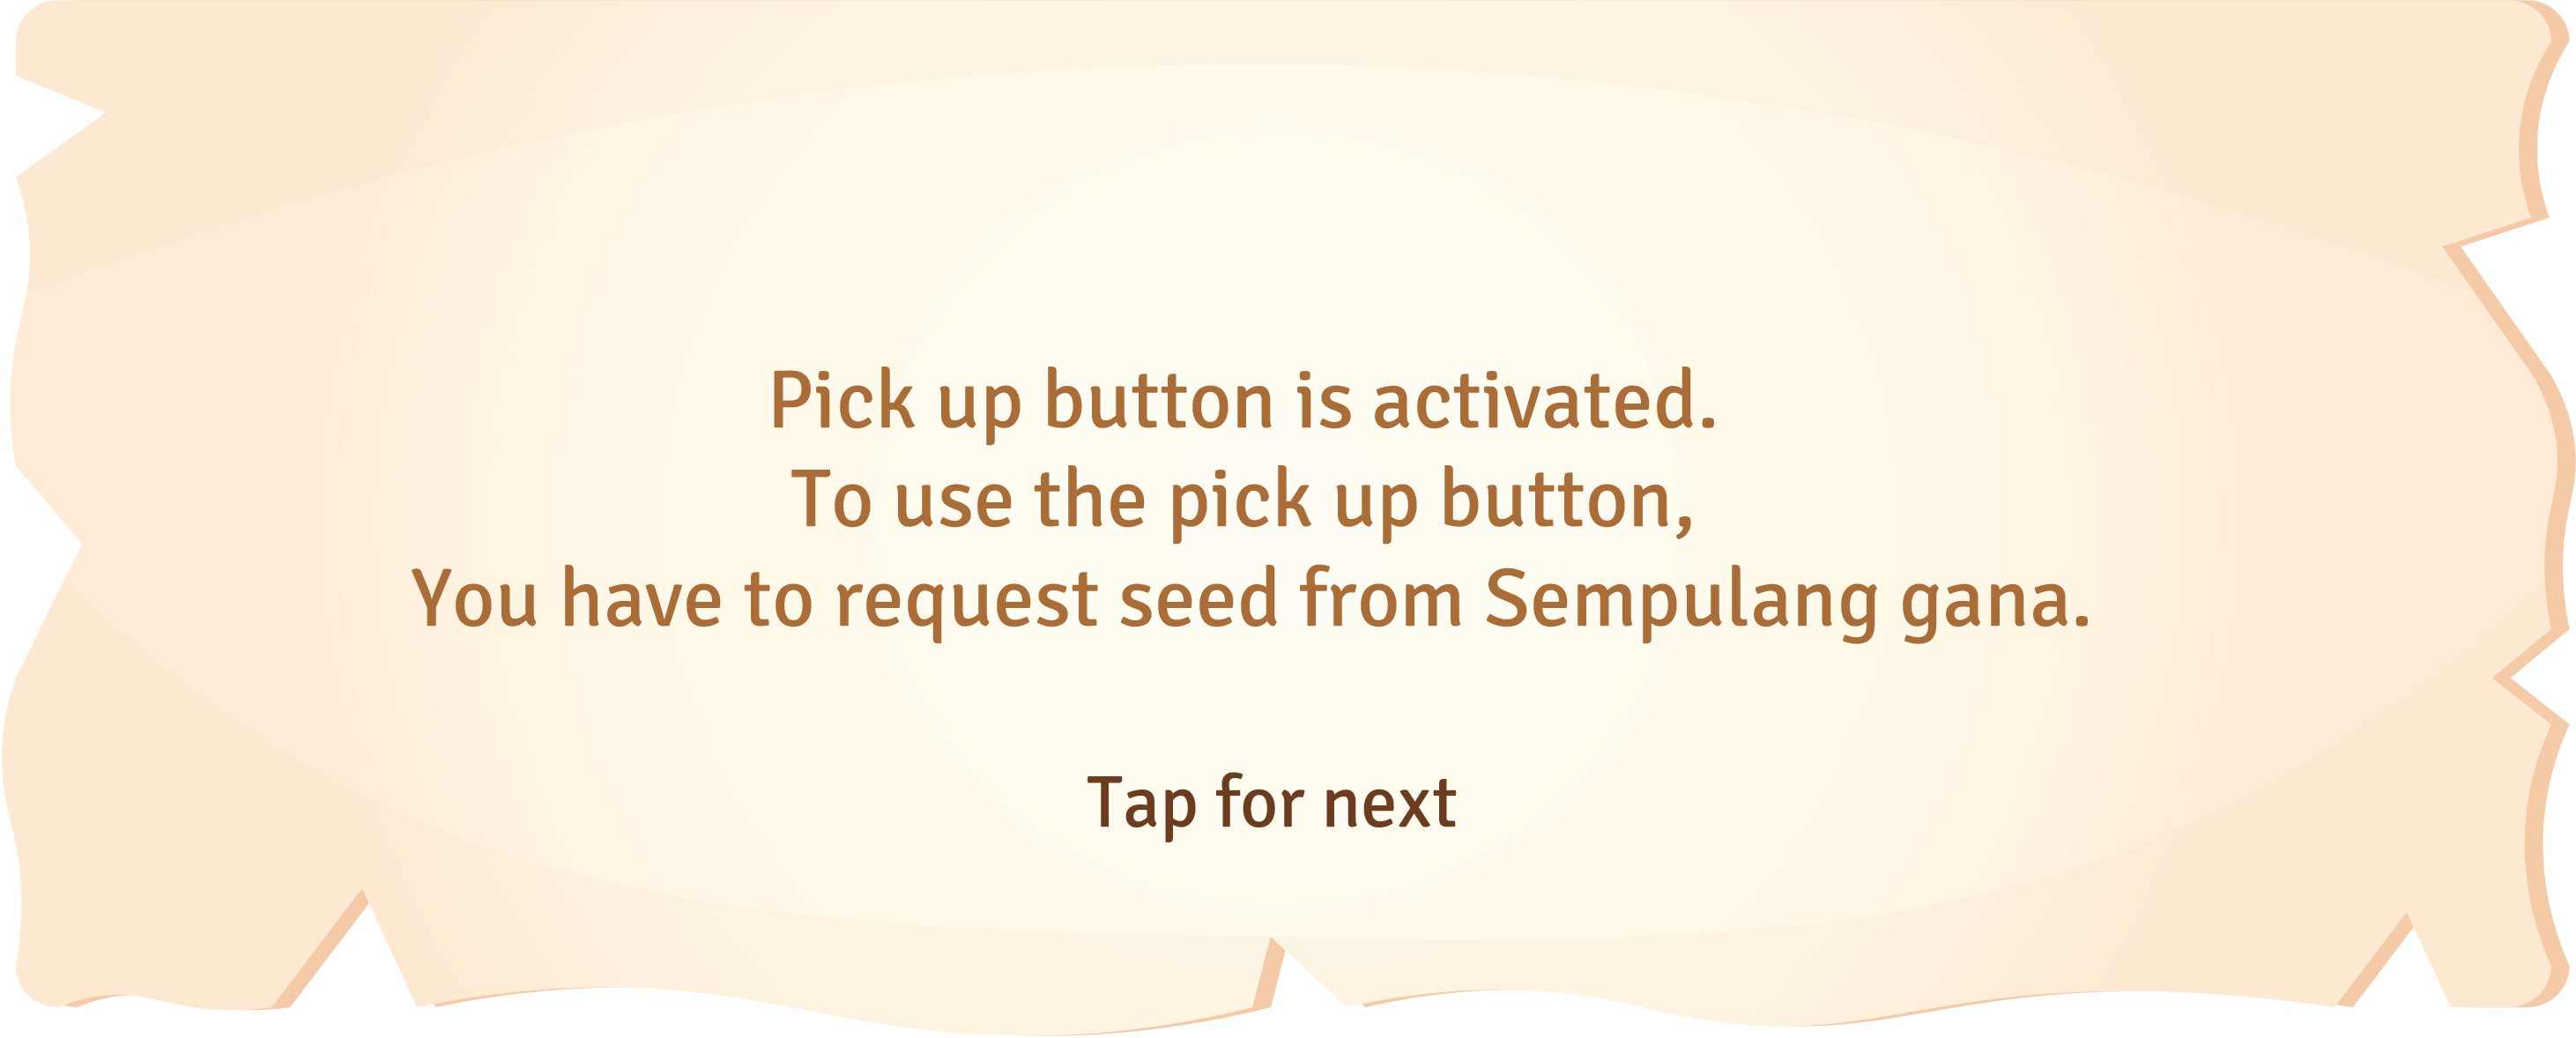 Pick up button is activated.
To use the pick up button,
You have to request seed from Sempulang gana.
Tap for next